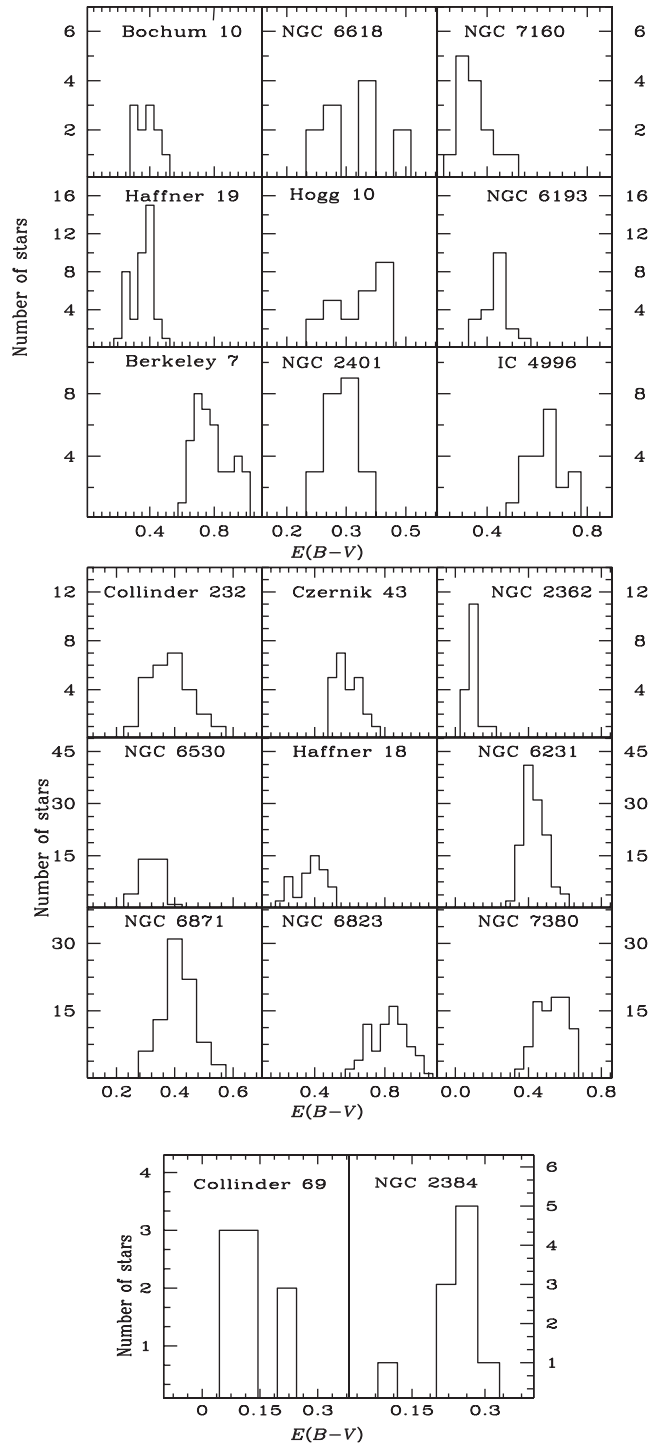 6 Bochum 10 NGC 6618 NGC 7160 6
4 4
2 2
16 Haffner 19 Hogg 10 NGC 6193 16
12 12
8 8
4 4
Number of stars
Berkeley 7 NGC 2401 IC 4996
8 8
4 4
0.4 0.8 0.2 0.3 0.5 0.4 0.8
E(B−V)
12 Collinder 232 Czernik 43 NGC 2362 12
8 8
4 4
45 NGC 6530 Haffner 18 NGC 6231 45
30 30
15 15
Number of stars
NGC 6871 NGC 6823 NGC 7380
30 30
15 15
0.2 0.4 0.6 0.4 0.8 0.0 0.4 0.8
E(B−V)
4 Collinder 69 NGC 2384 6
5
3 4
2 3
2
1 1
Number of stars
0 0.15 0.3 0.15 0.3
E(B−V)